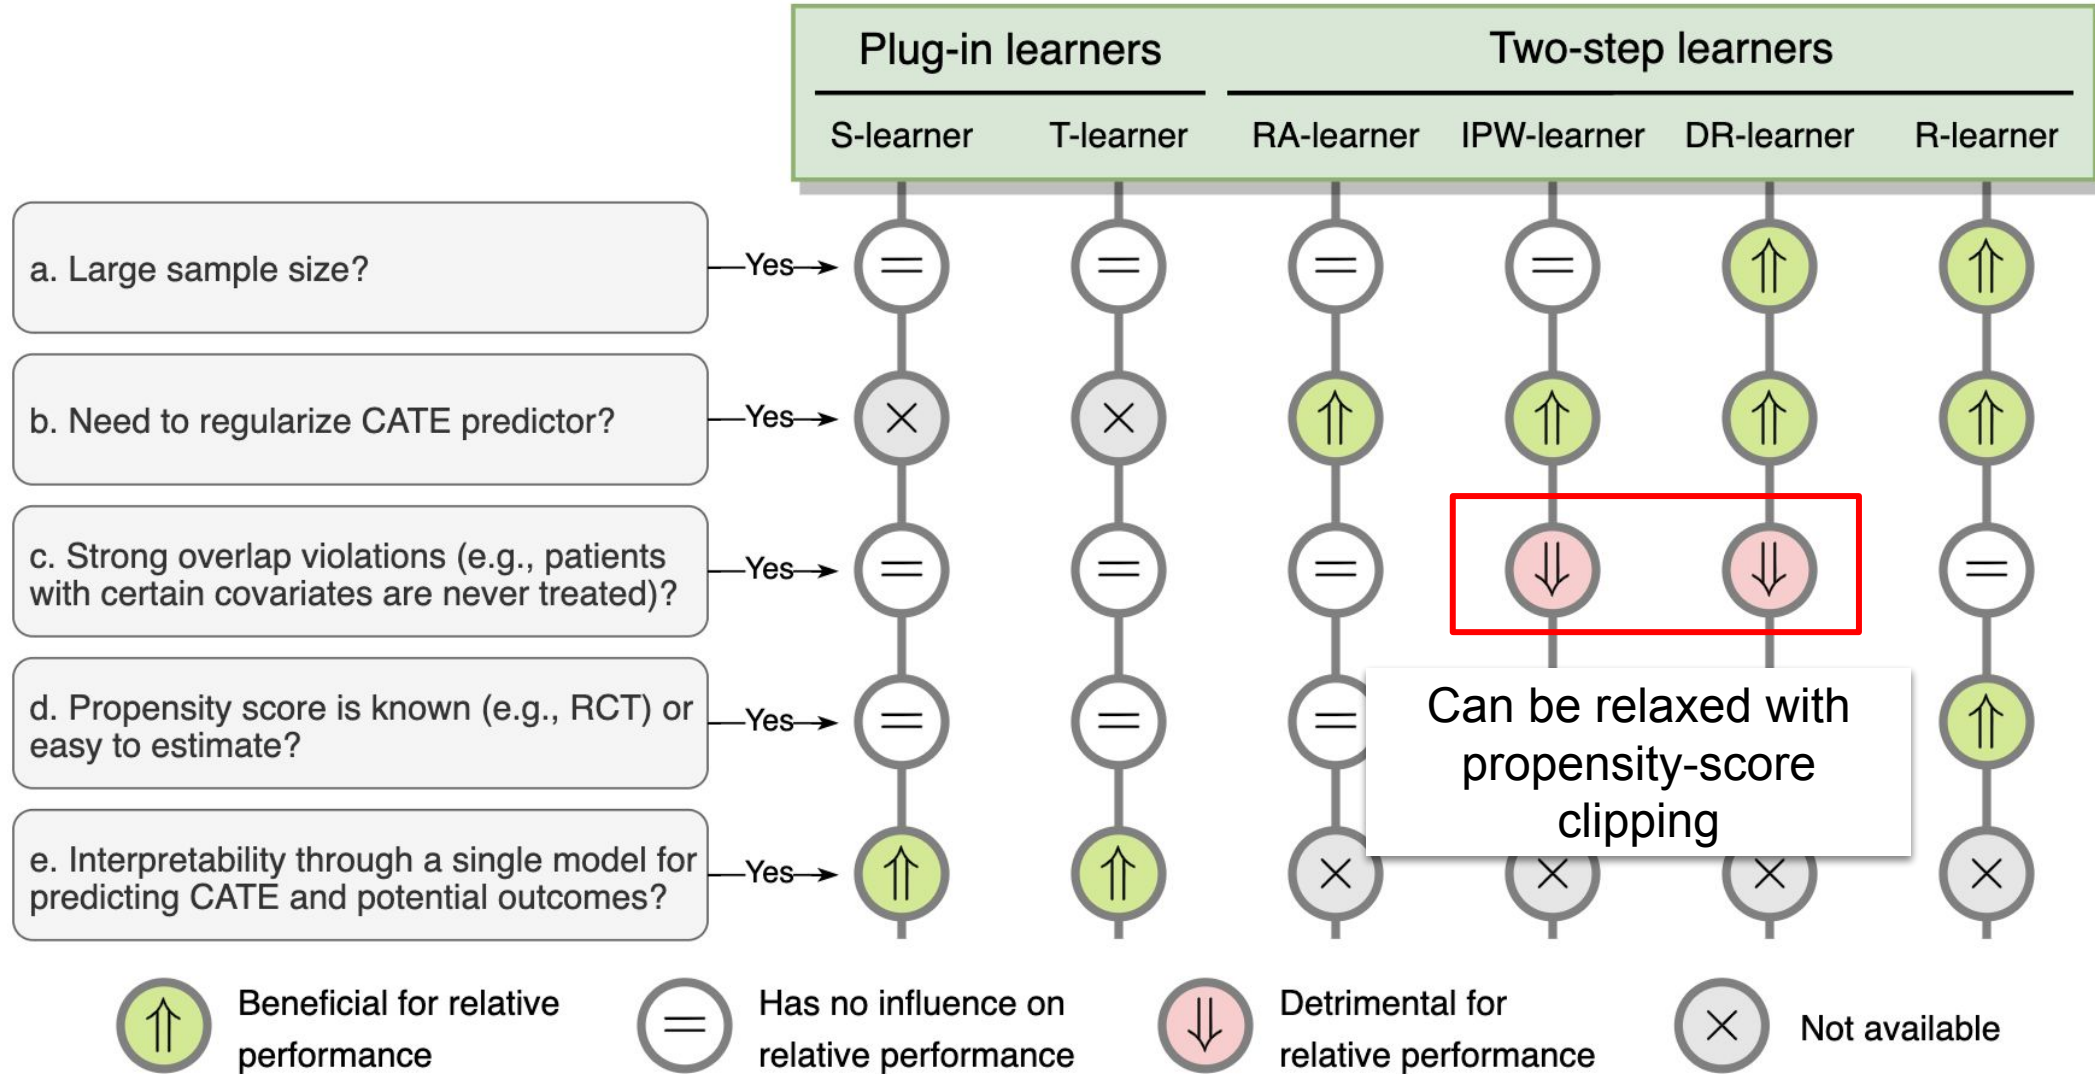 Plug-in learners
Two-step learners
S-learner
T-learner
RA-learner
IPW-learner
DR-learner
R-learner
a. Large sample size?
Yes
=
=
=
=
⇑
⇑
b. Need to regularize CATE predictor?
Yes
×
×
⇑
⇑
⇑
⇑
c. Strong overlap violations (e.g., patients
with certain covariates are never treated)?
Yes
=
=
=
⇓
⇓
=
d. Propensity score is known (e.g., RCT) or
easy to estimate?
Yes
=
=
=
⇑
Can be relaxed with
propensity-score
clipping
e. Interpretability through a single model for
predicting CATE and potential outcomes?
Yes
⇑
⇑
×
×
×
×
⇑
Beneficial for relative
performance
=
Has no influence on
relative performance
⇓
Detrimental for
relative performance
×
Not available